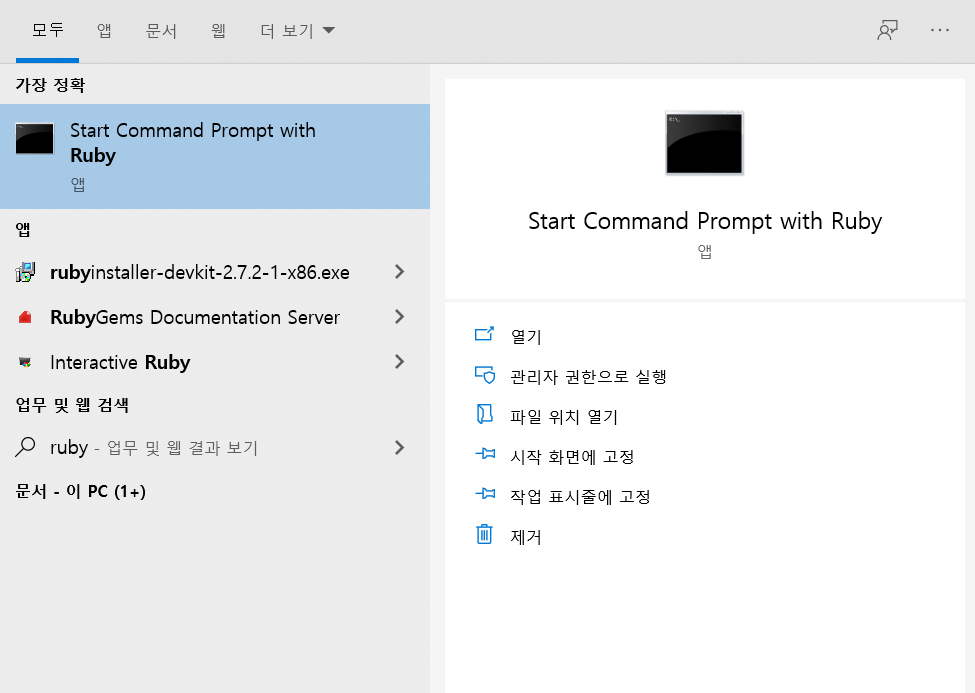 모두 앱 문서 웹 더 보기
가장 정확
Start Command Prompt with
Ruby
앱
앱
rubyinstaller-devkit-2.7.2-1-x86.exe
RubyGems Documentation Server
Interactive Ruby
업무 및 웹 검색
ruby - 업무 및 웹 결과 보기
문서 - 이 PC (1+)
Start Command Prompt with Ruby
앱
열기
관리자 권한으로 실행
파일 위치 열기
시작 화면에 고정
작업 표시줄에 고정
제거